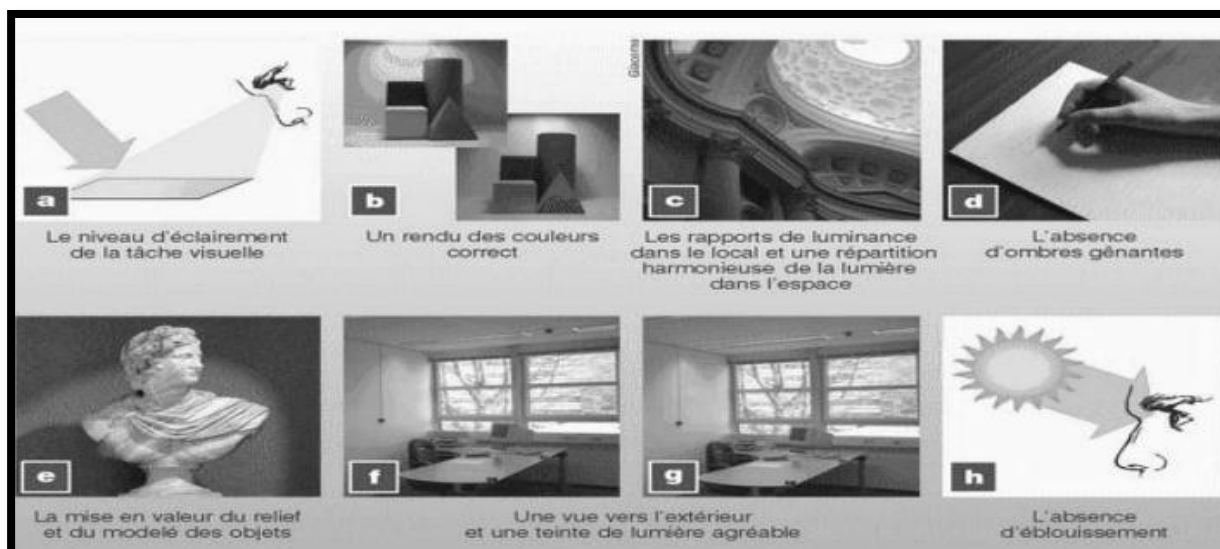 a
Le niveau d'éclairement
de la tâche visuelle
b
Un rendu des couleurs
correct
c
Les rapports de luminance
dans le local et une répartition
harmonieuse de la lumière
dans l'espace
d
L'absence
d'ombres gênantes
e
La mise en valeur du relief
et du modelé des objets
f
g
Une vue vers l'extérieur
et une teinte de lumière agréable
h
L'absence
d'éblouissement